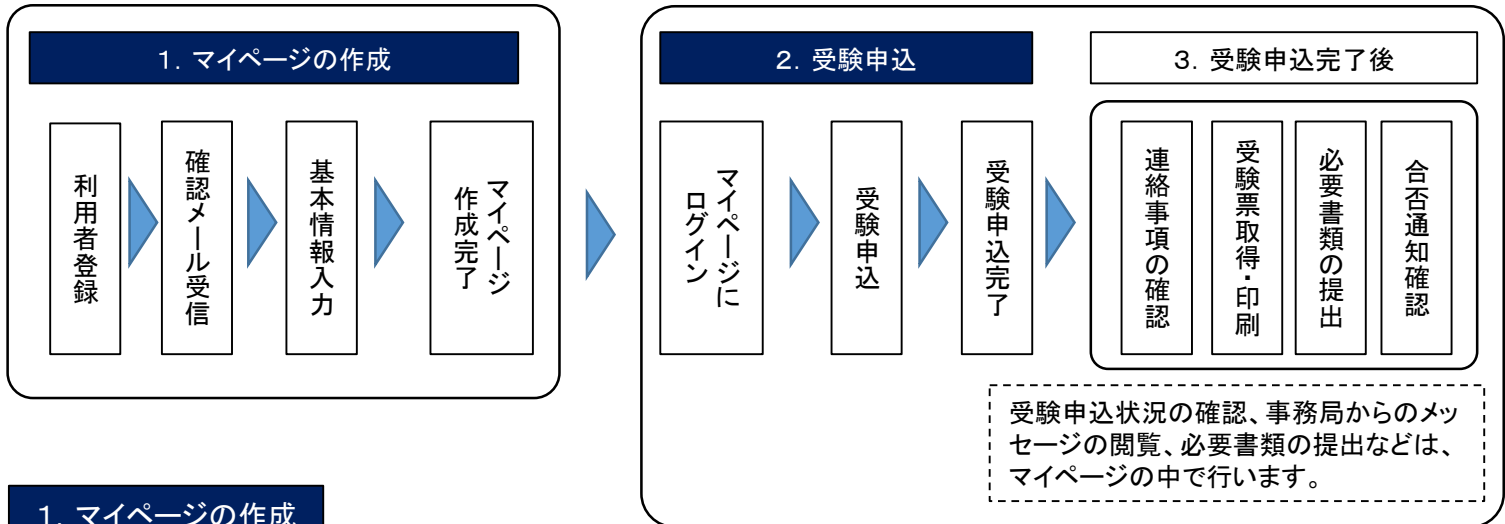 1．マイページの作成
利用者登録
確認メール受信
基本情報入力
マイページ
作成完了
2．受験申込
マイページに
ログイン
受験申込
受験申込完了
3．受験申込完了後
連絡事項の確認
受験票取得・印刷
必要書類の提出
合否通知確認
受験申込状況の確認、事務局からのメッ
セージの閲覧、必要書類の提出などは、
マイページの中で行います。
1．マイページの作成